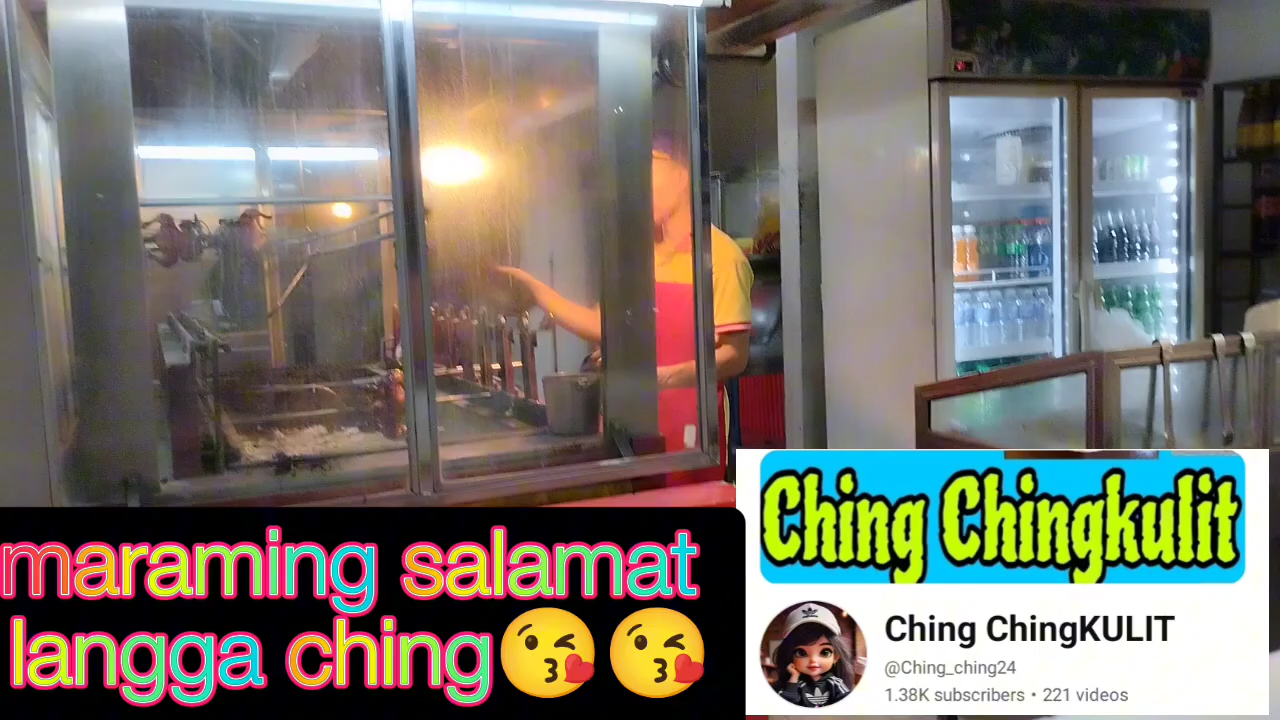 maraming salamat
langga ching😘😘
Ching Chingkulit
Ching ChingKULIT
@Ching_ching24
1.38K subscribers • 221 videos